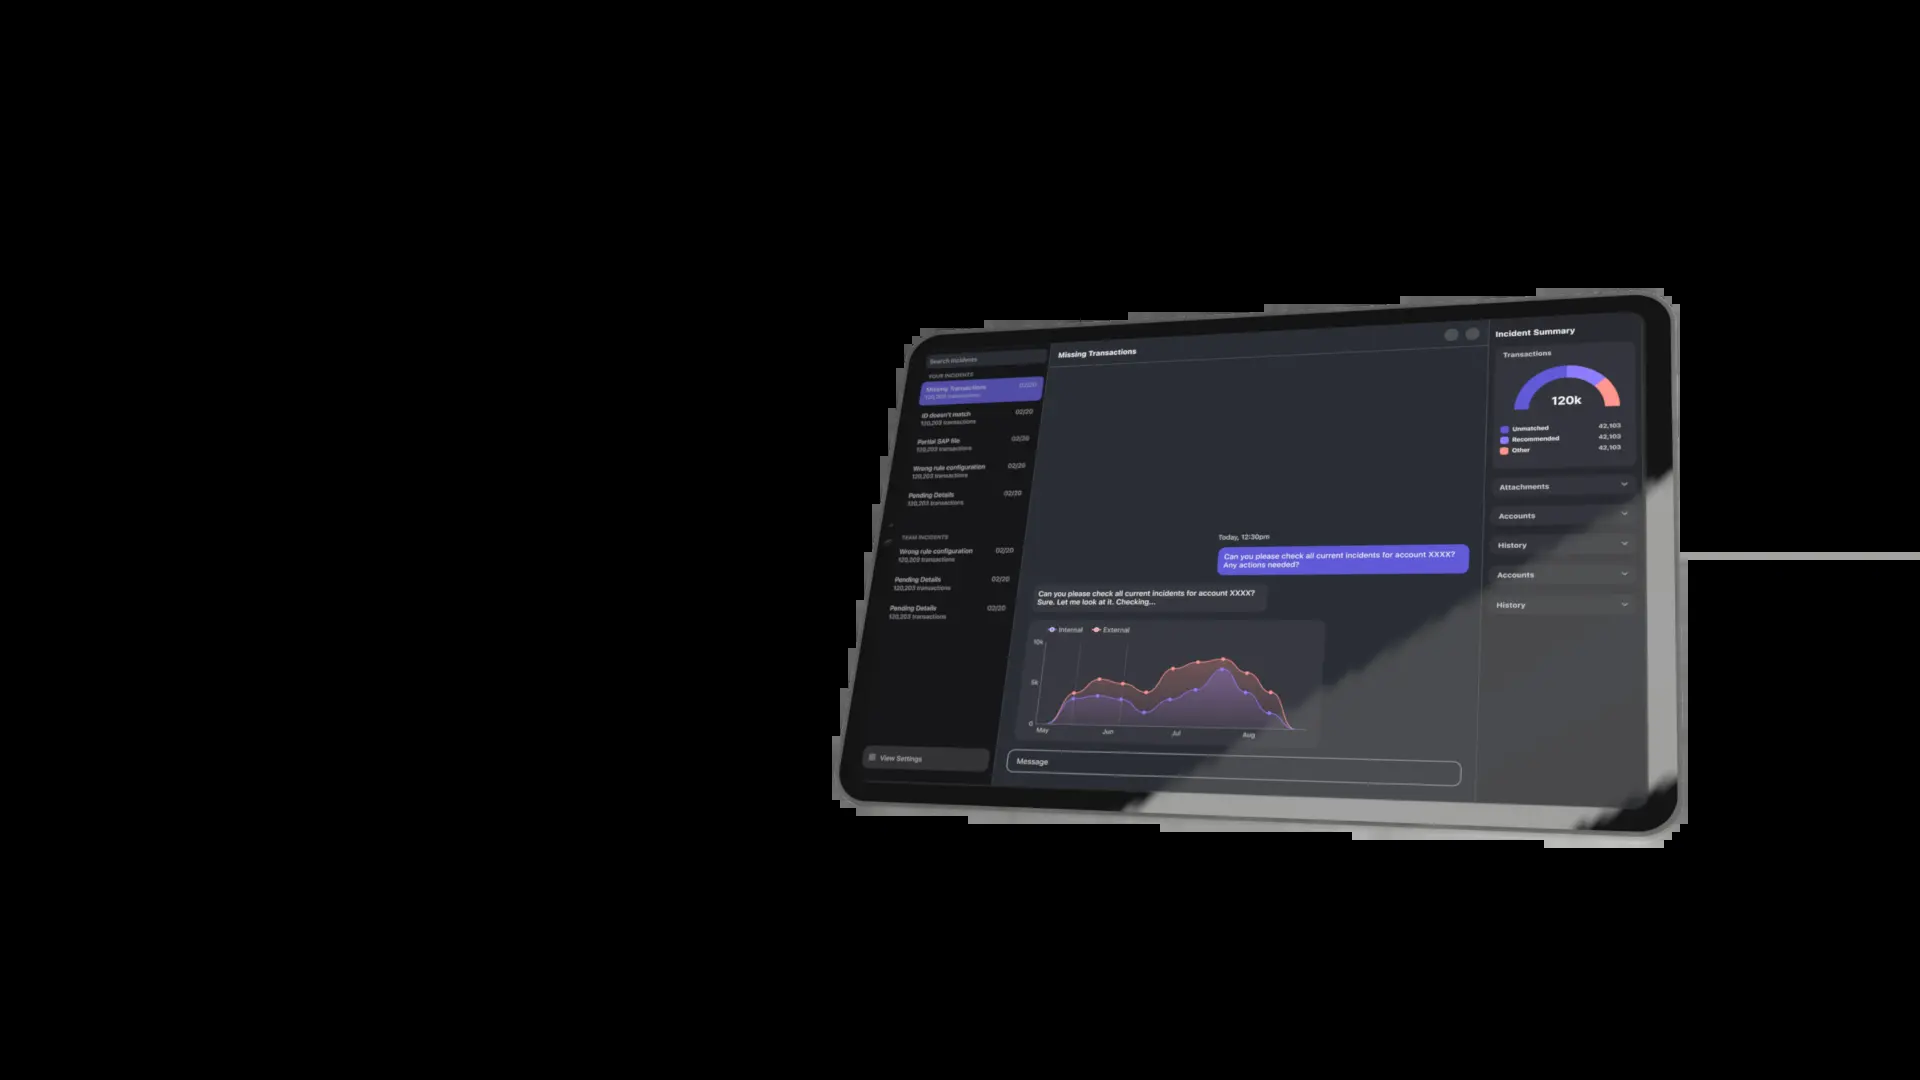 Search incidents
YOUR INCIDENTS
Missing Transactions 02/20
120,203 transactions
ID doesn't match 02/20
120,203 transactions
Partial SAP file 02/20
120,203 transactions
Wrong rule configuration 02/20
120,203 transactions
Pending Details 02/20
120,203 transactions
TEAM INCIDENTS
Wrong rule configuration 02/20
120,203 transactions
Pending Details 02/20
120,203 transactions
Pending Details 02/20
120,203 transactions
View Settings
Missing Transactions
Today, 12:30pm
Can you please check all current incidents for account XXXX?
Any actions needed?
Can you please check all current incidents for account XXXX?
Sure. Let me look at it. Checking...
Internal External
10k
5k
0
May Jun Jul Aug
Message
Incident Summary
Transactions
120k
Unmatched 42,103
Recommended 42,103
Other 42,103
Attachments
Accounts
History
Accounts
History